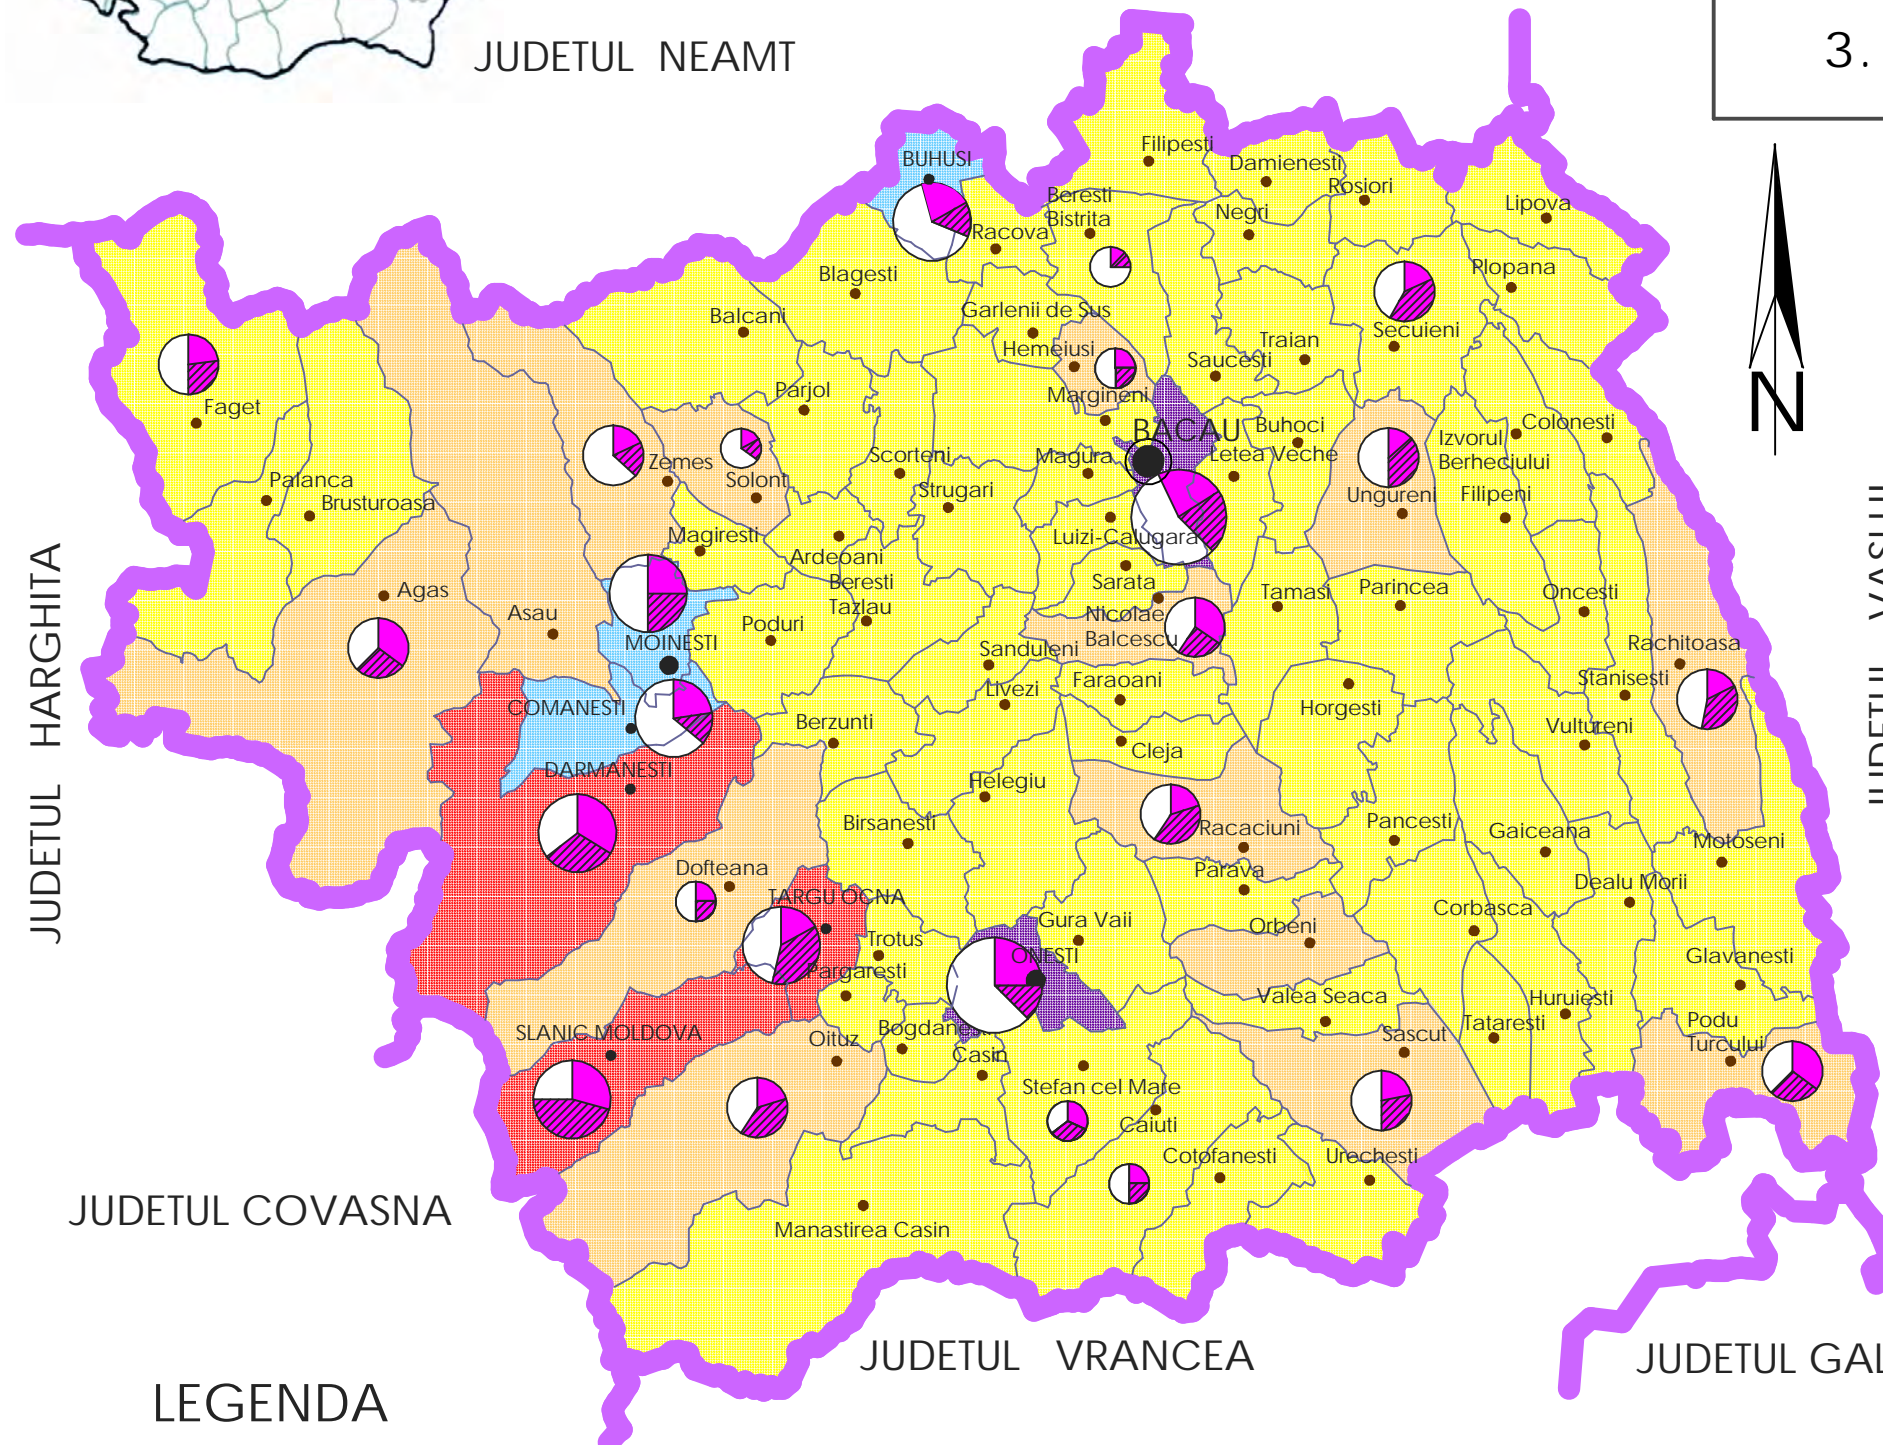 JUDETUL NEAMT
3.
BUHUSI
Filipesti
Damienesti
Rosiori
Lipova
Beresti
Bistrita
Negri
Racova
Blagesti
Plopana
Balcani
Garlenii de Sus
Hemeiusi
Traian
Secuieni
Saucesti
Margineni
Parjol
Faget
N
BACAU
Buhoci
Letea Veche
Izvorul
Berheciului
Colonesti
Magura
Scorteni
Zemes
Solont
Strugari
Palanca
Brusturoasa
Ungureni
Filipeni
Magiresti
Luizi-Calugara
Ardeoani
Beresti
Tazlau
Sarata
Tamasi
Parincea
Oncesti
Agas
Asau
Nicolae
Balcescu
Poduri
MOINESTI
Sanduleni
Rachitoasa
JUDETUL HARGHITA
Livezi
Faraoani
Stanisesti
COMANESTI
Horgesti
Berzunti
Vultureni
Cleja
DARMANESTI
Helegiu
Birsanesti
Racaciuni
Pancesti
Gaiceana
Motoseni
Dofteana
Parava
TARGU OCNA
Dealu Morii
Corbasca
Gura Vaii
Orbeni
Trotus
ONESTI
Glavanesti
Pargaresti
Valea Seaca
Huruiesti
SLANIC MOLDOVA
Oituz
Casin
Sascut
Tataresti
Podu
Turcului
Stefan cel Mare
Caiuti
Cotofanesti
Urechesti
JUDETUL COVASNA
Manastirea Casin
JUDETUL VRANCEA
JUDETUL GAL
LEGENDA